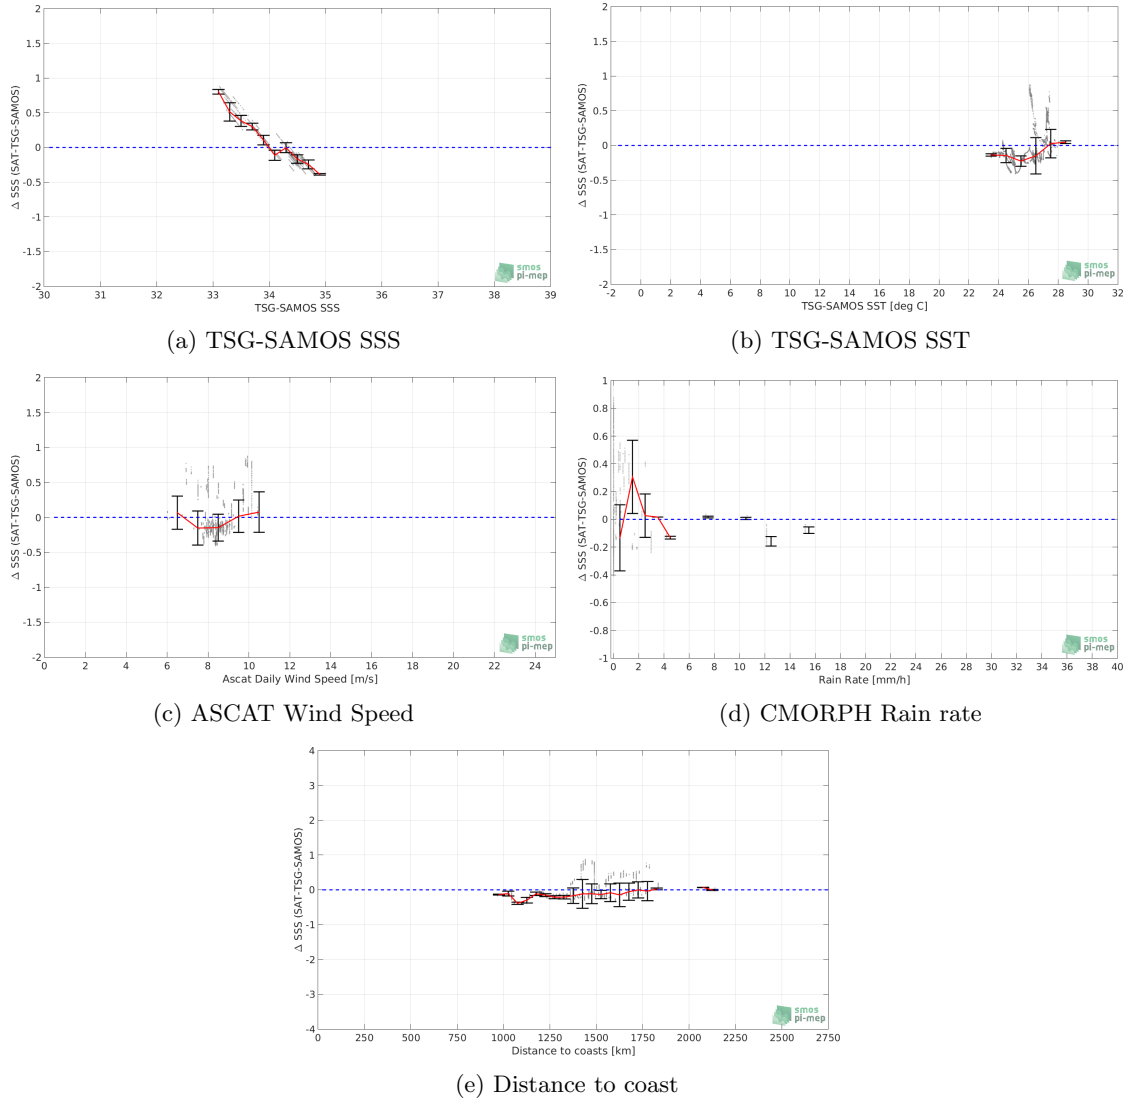 2
1.5
1
0.5
0
-0.5
-1
-1.5
-2
Δ SSS (SAT-TSG-SAMOS)
30 31 32 33 34 35 36 37 38 39
TSG-SAMOS SSS
smos
pi-mep
(a) TSG-SAMOS SSS
2
1.5
1
0.5
0
-0.5
-1
-1.5
-2
Δ SSS (SAT-TSG-SAMOS)
-2 0 2 4 6 8 10 12 14 16 18 20 22 24 26 28 30 32
TSG-SAMOS SST [deg C]
smos
pi-mep
(b) TSG-SAMOS SST
2
1.5
1
0.5
0
-0.5
-1
-1.5
-2
Δ SSS (SAT-TSG-SAMOS)
0 2 4 6 8 10 12 14 16 18 20 22 24
Ascat Daily Wind Speed [m/s]
smos
pi-mep
(c) ASCAT Wind Speed
1
0.8
0.6
0.4
0.2
0
-0.2
-0.4
-0.6
-0.8
-1
Δ SSS (SAT-TSG-SAMOS)
0 2 4 6 8 10 12 14 16 18 20 22 24 26 28 30 32 34 36 38 40
Rain Rate [mm/h]
smos
pi-mep
(d) CMORPH Rain rate
4
3
2
1
0
-1
-2
-3
-4
Δ SSS (SAT-TSG-SAMOS)
0 250 500 750 1000 1250 1500 1750 2000 2250 2500 2750
Distance to coasts [km]
smos
pi-mep
(e) Distance to coast